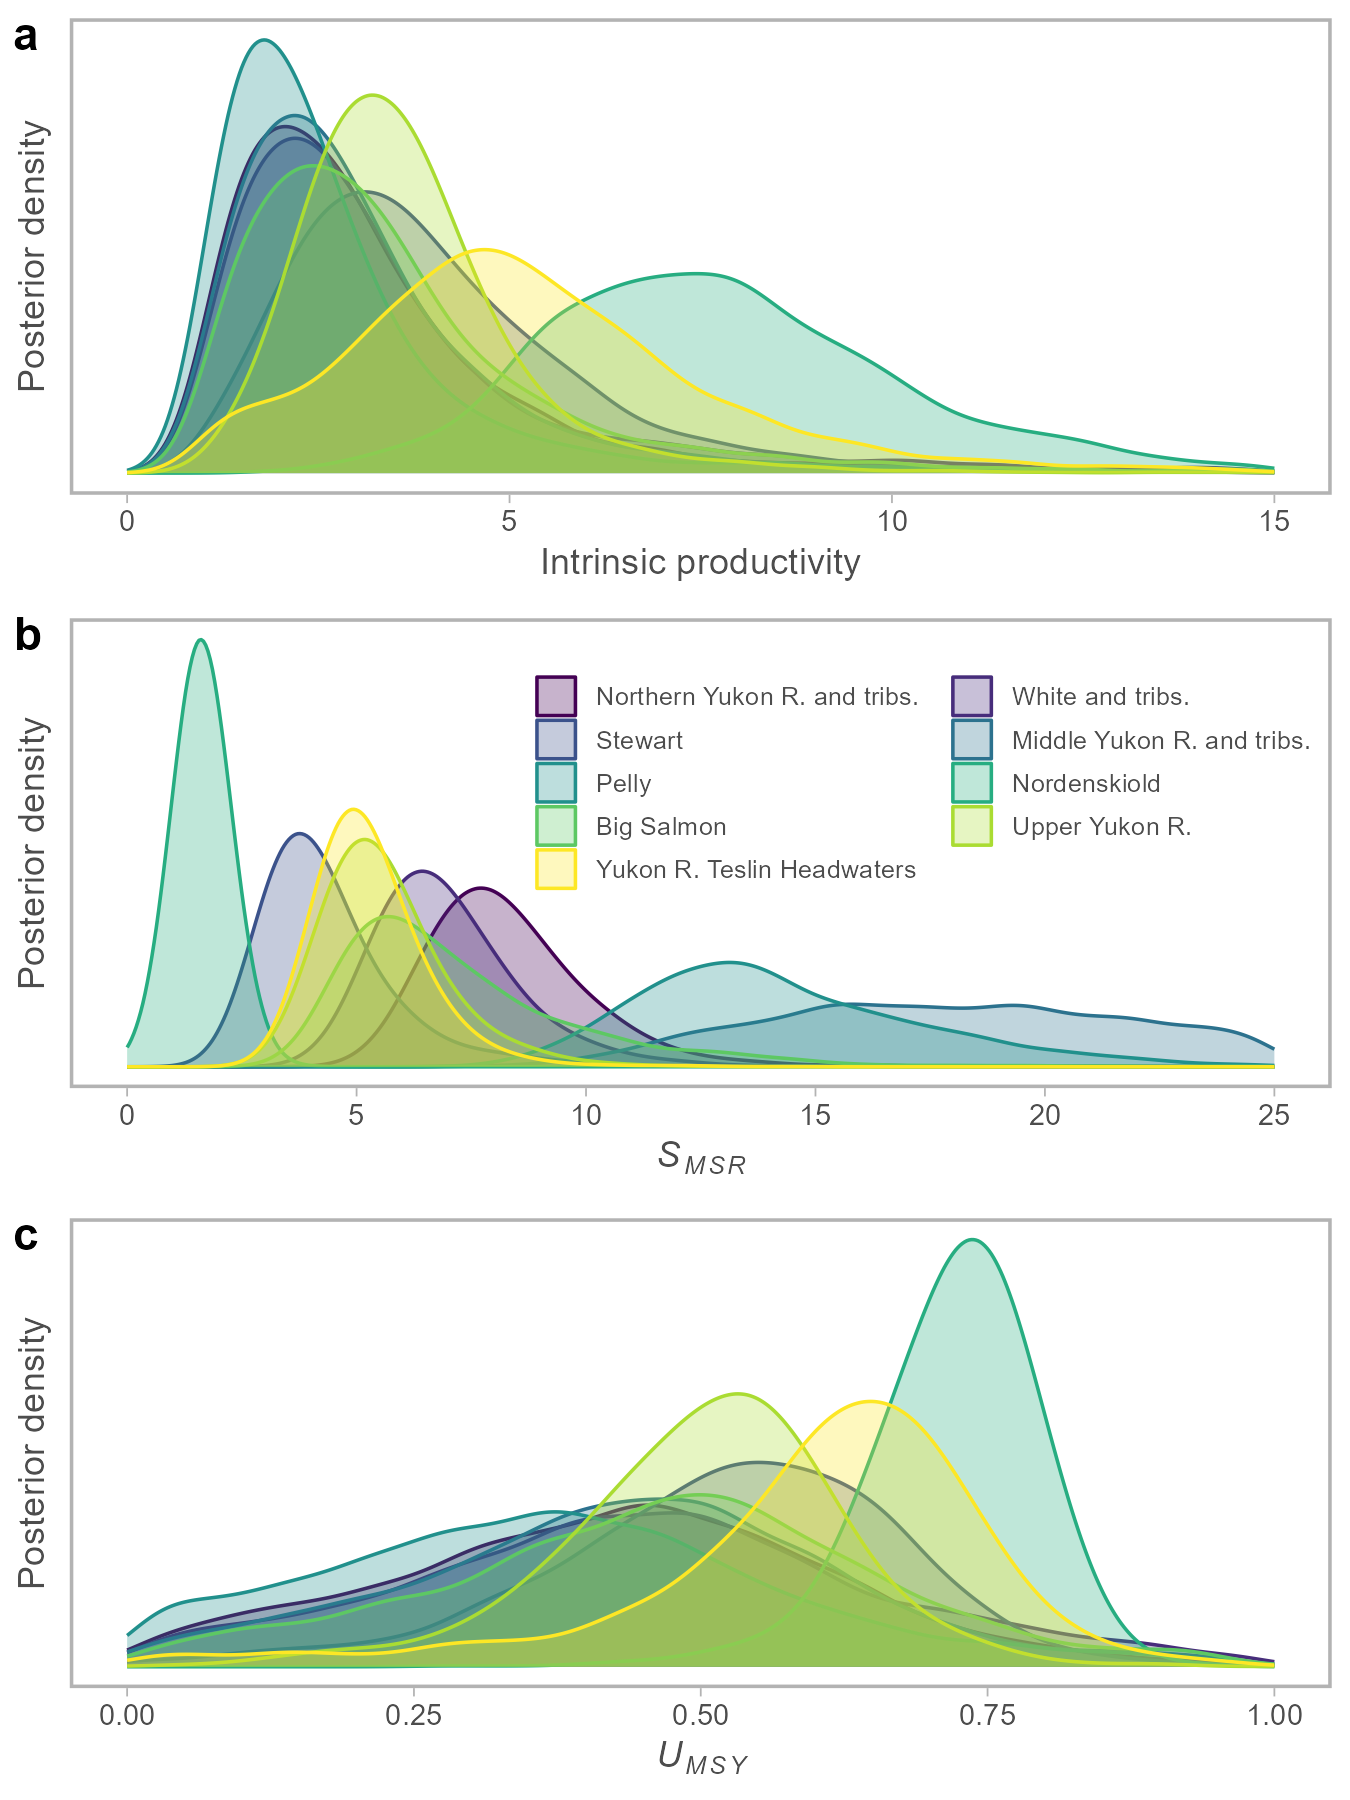 a
Posterior density
0 5 10 15
Intrinsic productivity
b
Posterior density
Northern Yukon R. and tribs. White and tribs.
Stewart Middle Yukon R. and tribs.
Pelly Nordenskiold
Big Salmon Upper Yukon R.
Yukon R. Teslin Headwaters
0 5 10 15 20 25
S MSR
c
Posterior density
0.00 0.25 0.50 0.75 1.00
U MSY